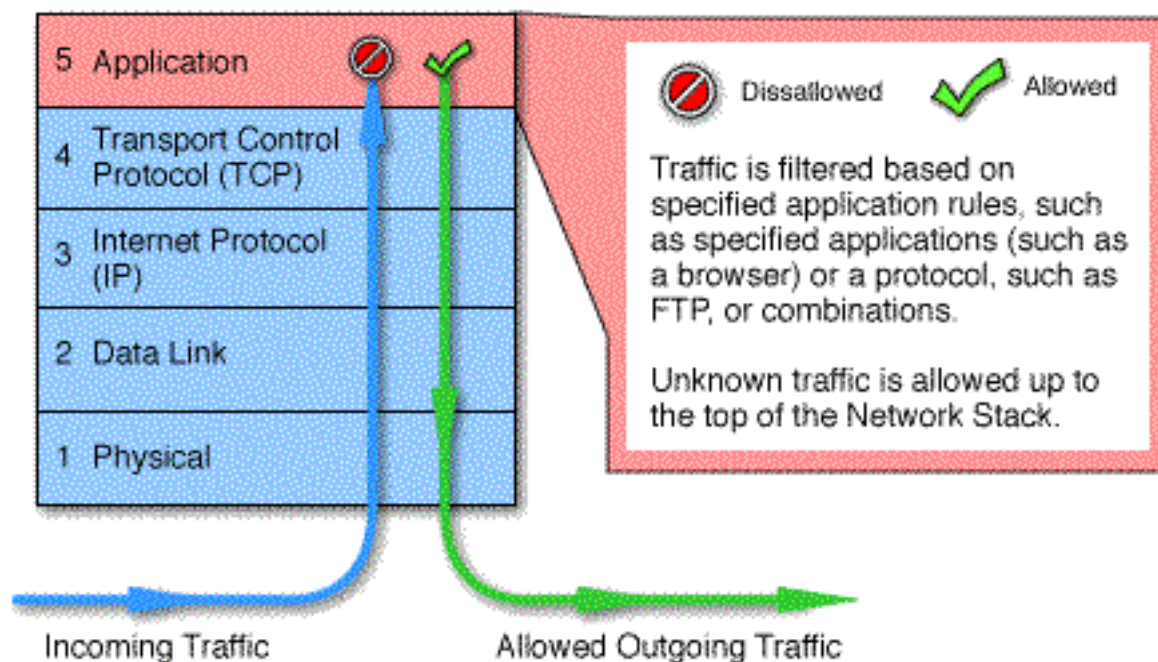 5 Application
4 Transport Control
Protocol (TCP)
3 Internet Protocol
(IP)
2 Data Link
1 Physical
Incoming Traffic
Allowed Outgoing Traffic
Dissallowed
Allowed
Traffic is filtered based on
specified application rules, such
as specified applications (such as
a browser) or a protocol, such as
FTP, or combinations.
Unknown traffic is allowed up to
the top of the Network Stack.